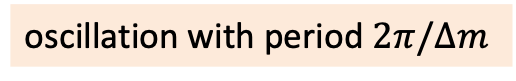 oscillation with period 2𝜋/Δ𝑚